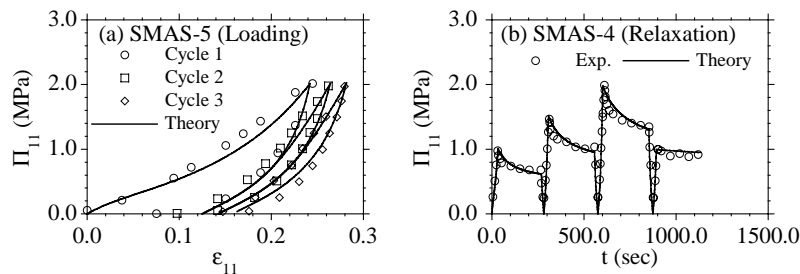 (a) SMAS-5 (Loading)
Cycle 1
Cycle 2
Cycle 3
Theory
3.0
2.0
1.0
0.0
Π11 (MPa)
0.0 0.1 0.2 0.3
ε11
(b) SMAS-4 (Relaxation)
Exp. Theory
3.0
2.0
1.0
0.0
Π11 (MPa)
0.0 500.0 1000.0 1500.0
t (sec)